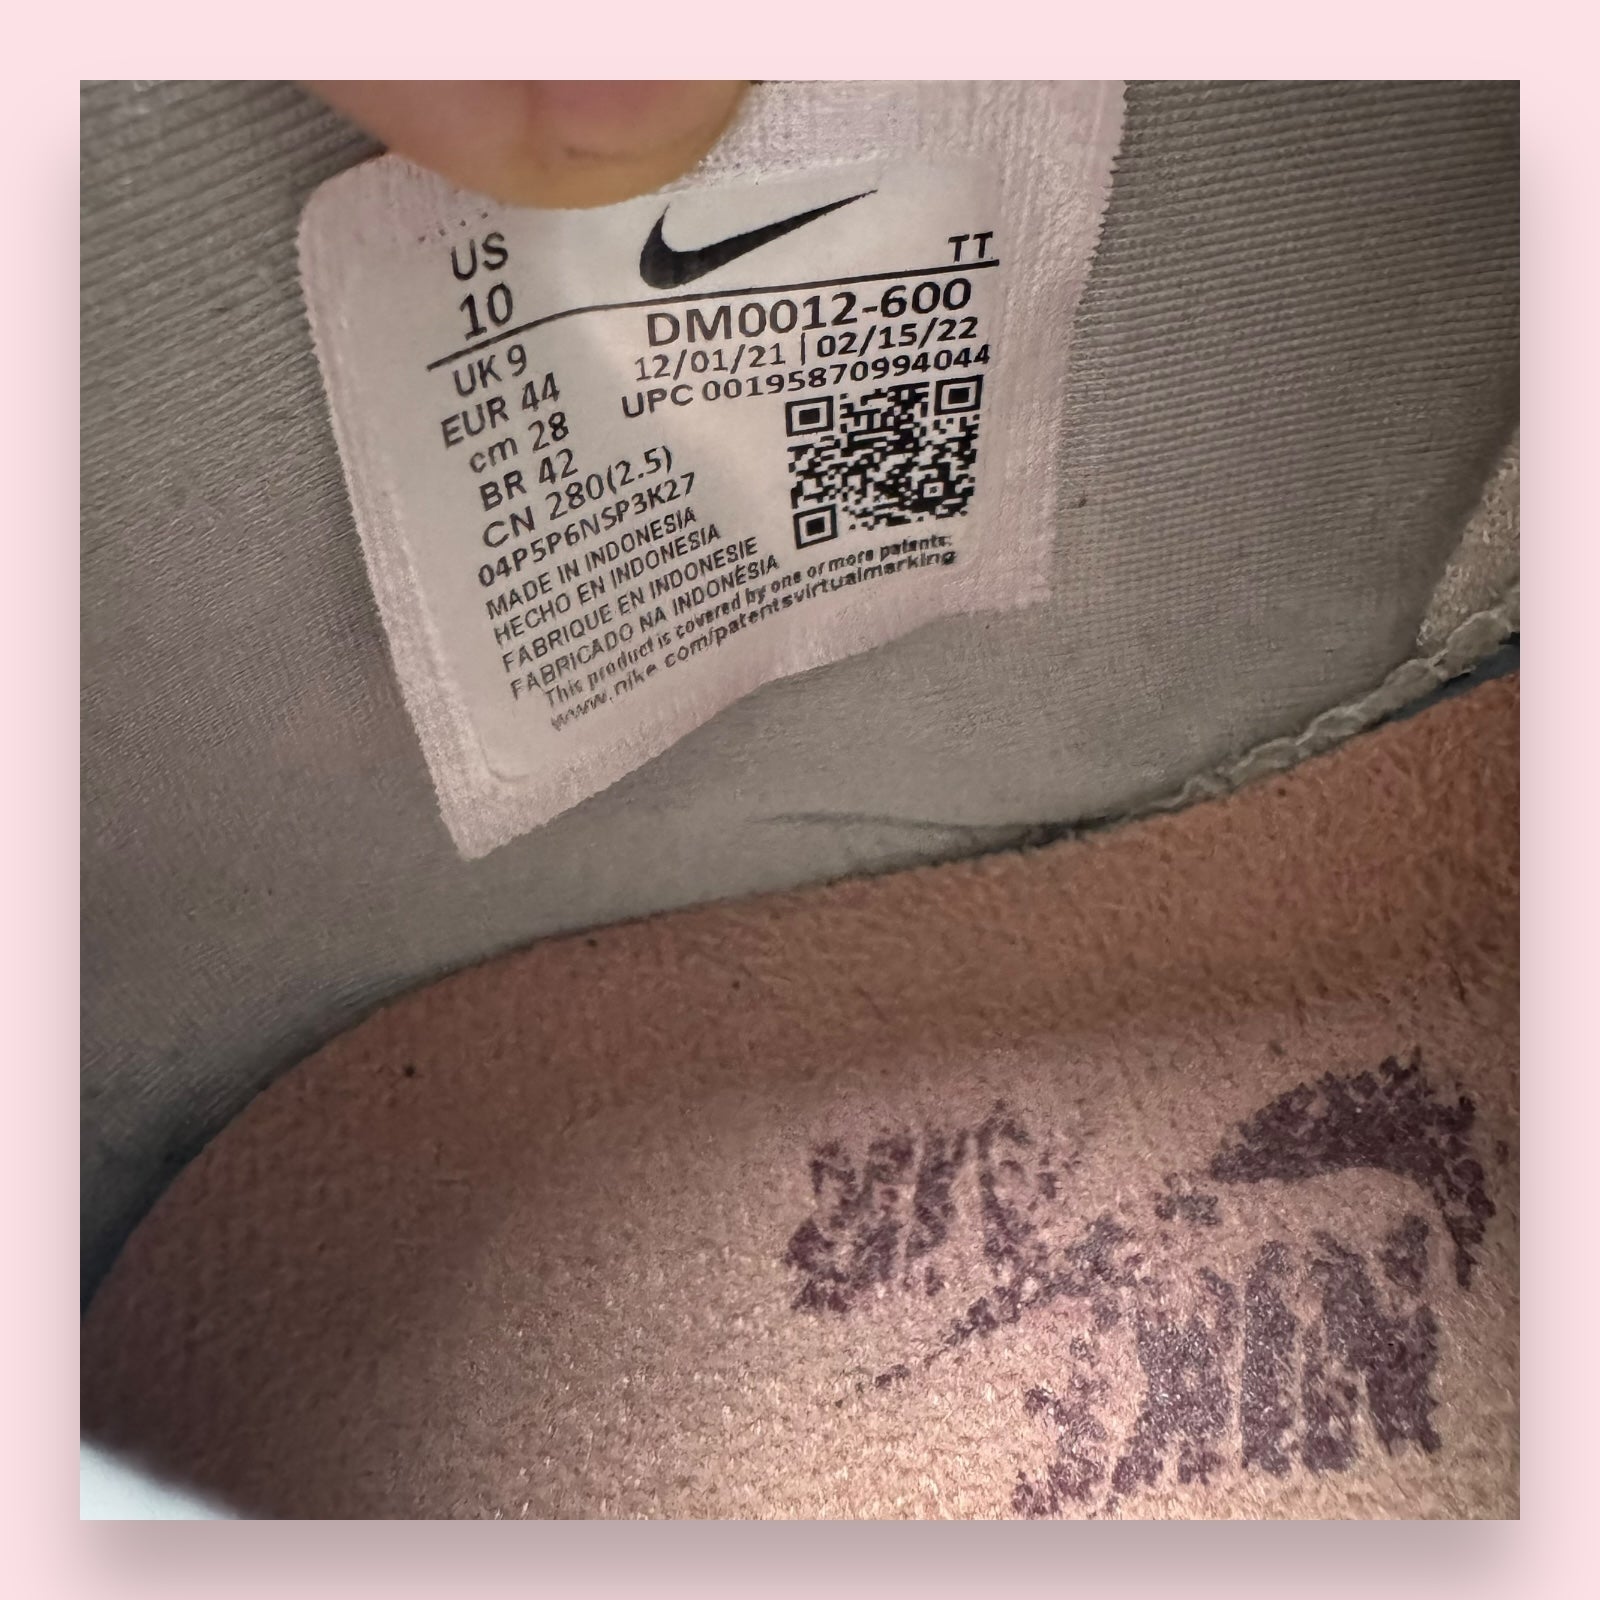 US
10
UK 9
EUR 44
cm 28
BR 42
CN 280(2.5)
04P5P6NSP3K27
MADE IN INDONESIA
HECHO EN INDONESIA
FABRIQUE EN INDONESIE
FABRICADO NA INDONÉSIA
This product is covered by one or more patents:
www.nike.com/patentsvirtualmarking
TT
DM0012-600
12/01/21 | 02/15/22
UPC 00195870994044